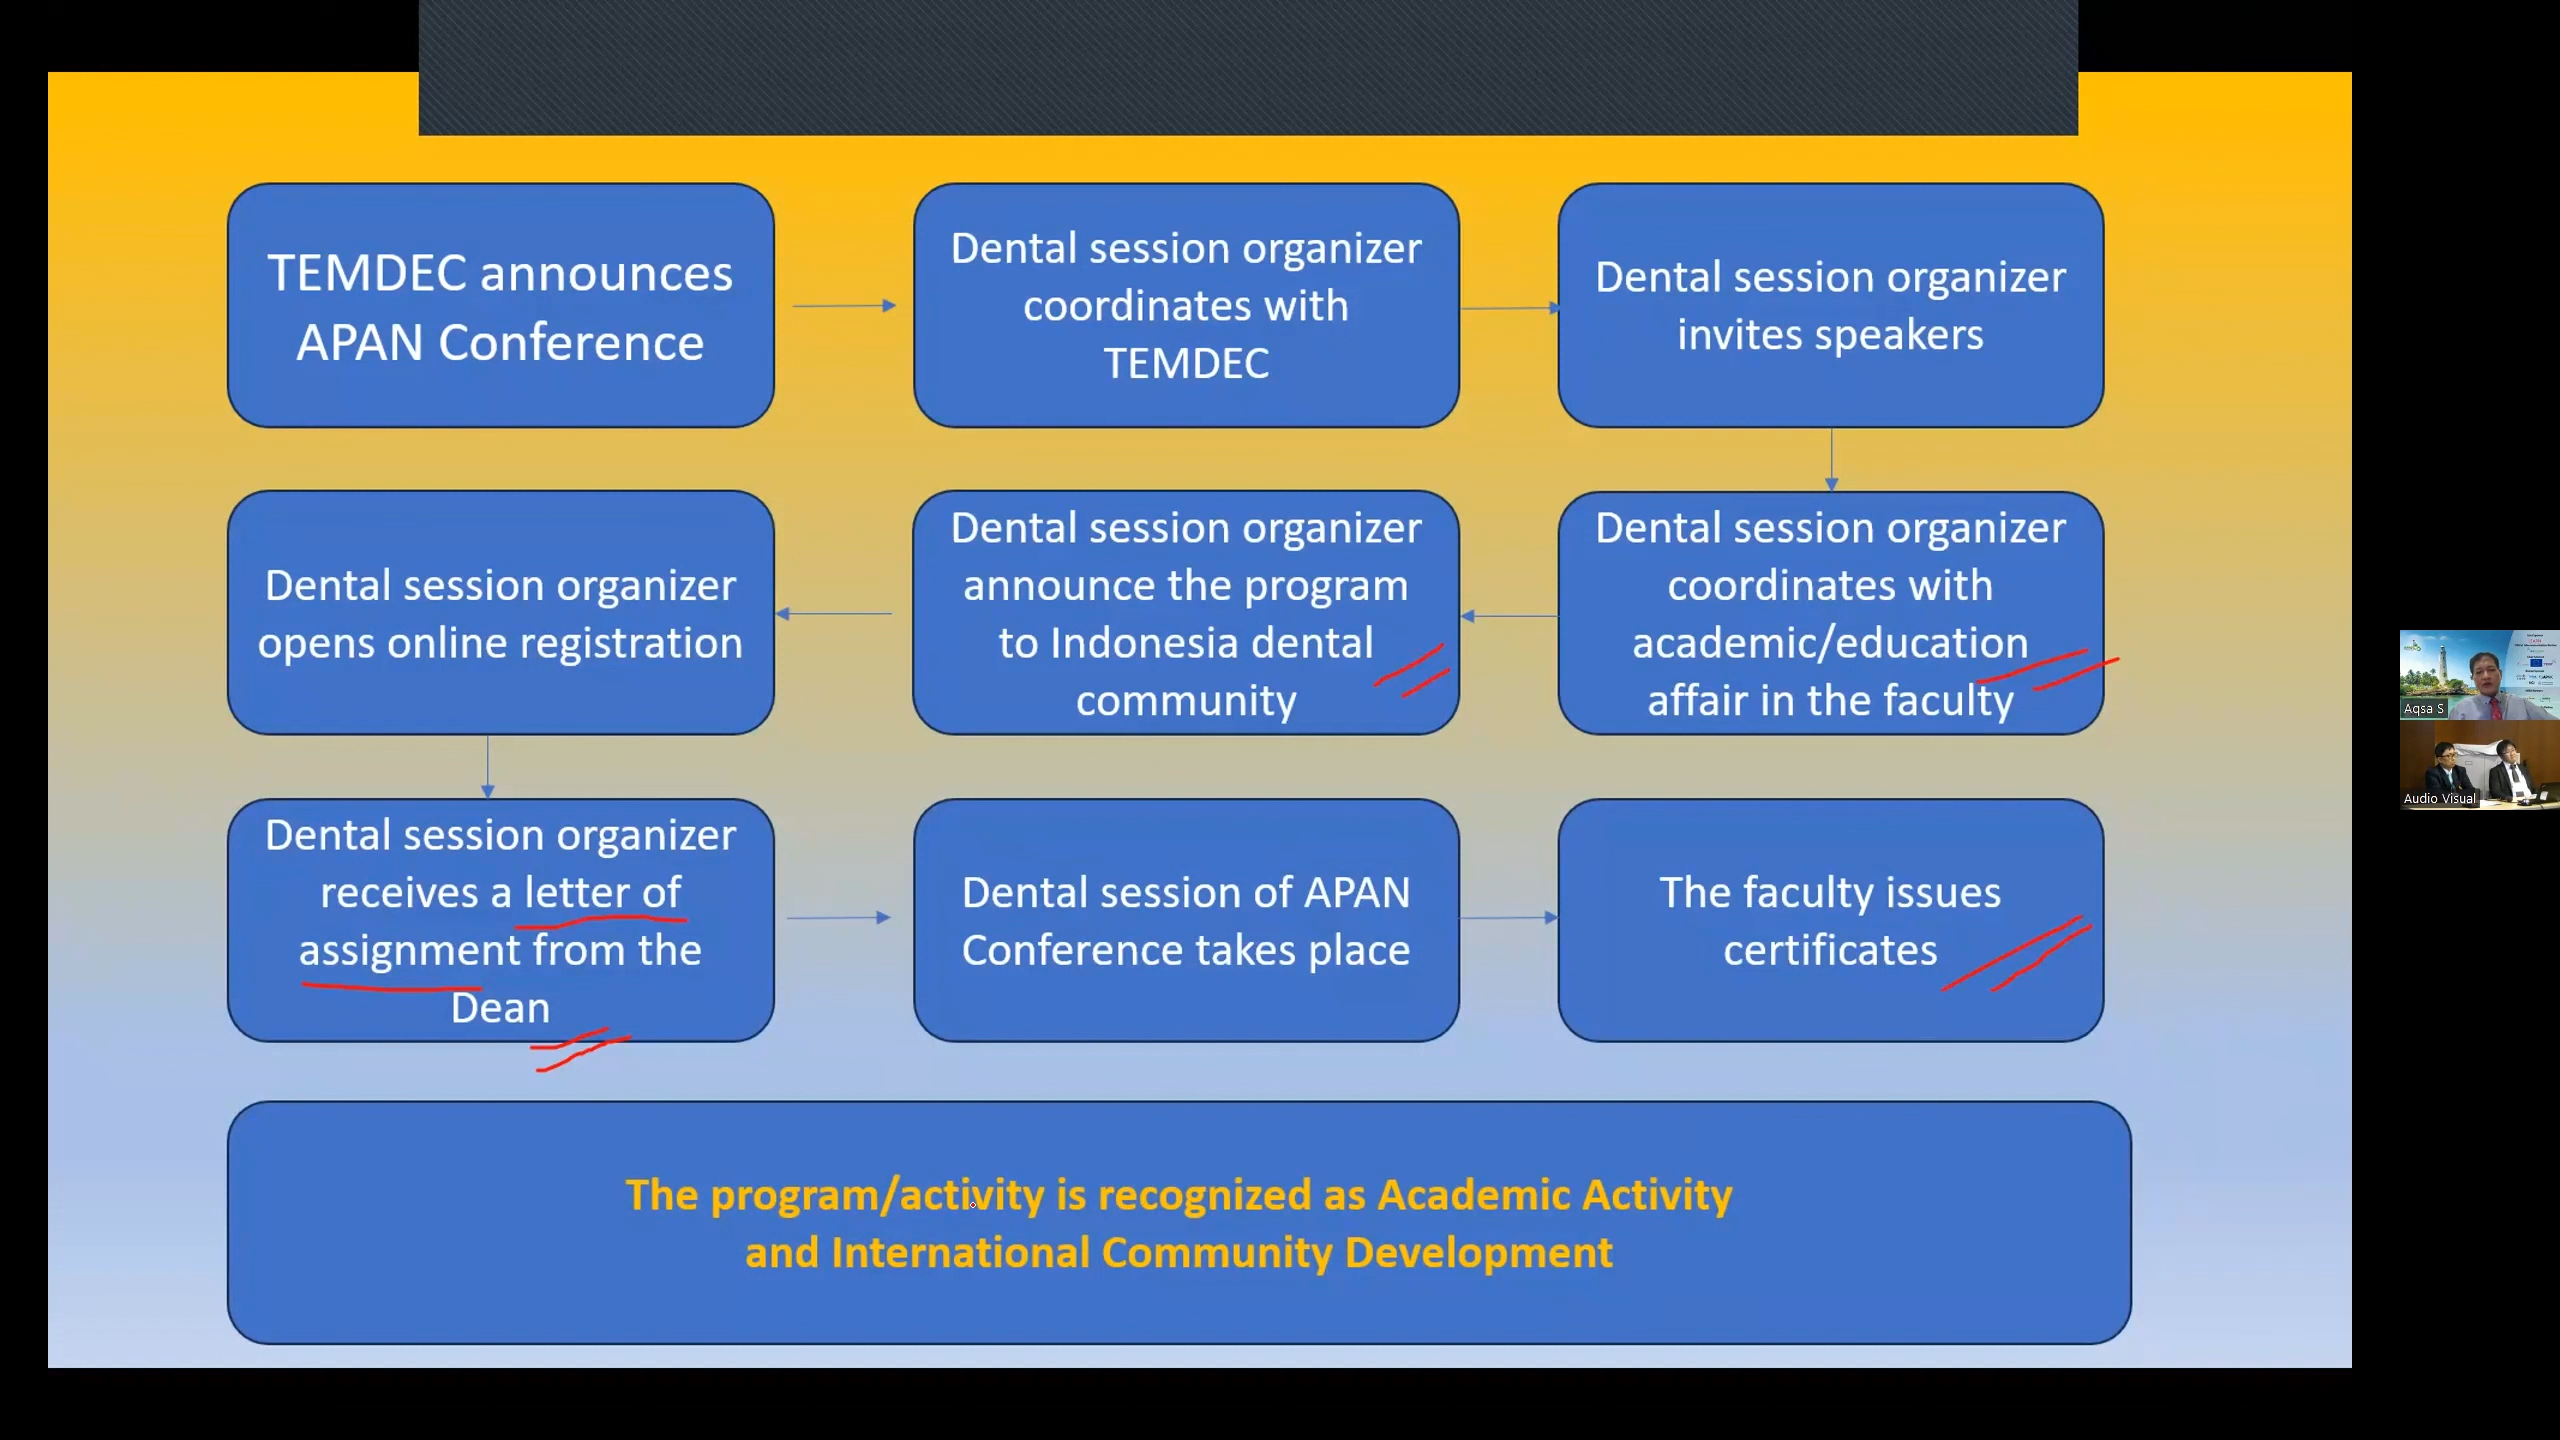 TEMDEC announces
APAN Conference
Dental session organizer
coordinates with
TEMDEC
Dental session organizer
invites speakers
Dental session organizer
coordinates with
academic/education
affair in the faculty
Dental session organizer
announce the program
to Indonesia dental
community
Dental session organizer
opens online registration
Dental session organizer
receives a letter of
assignment from the
Dean
Dental session of APAN
Conference takes place
The faculty issues
certificates
The program/activity is recognized as Academic Activity
and International Community Development
Aqsa S
Audio Visual